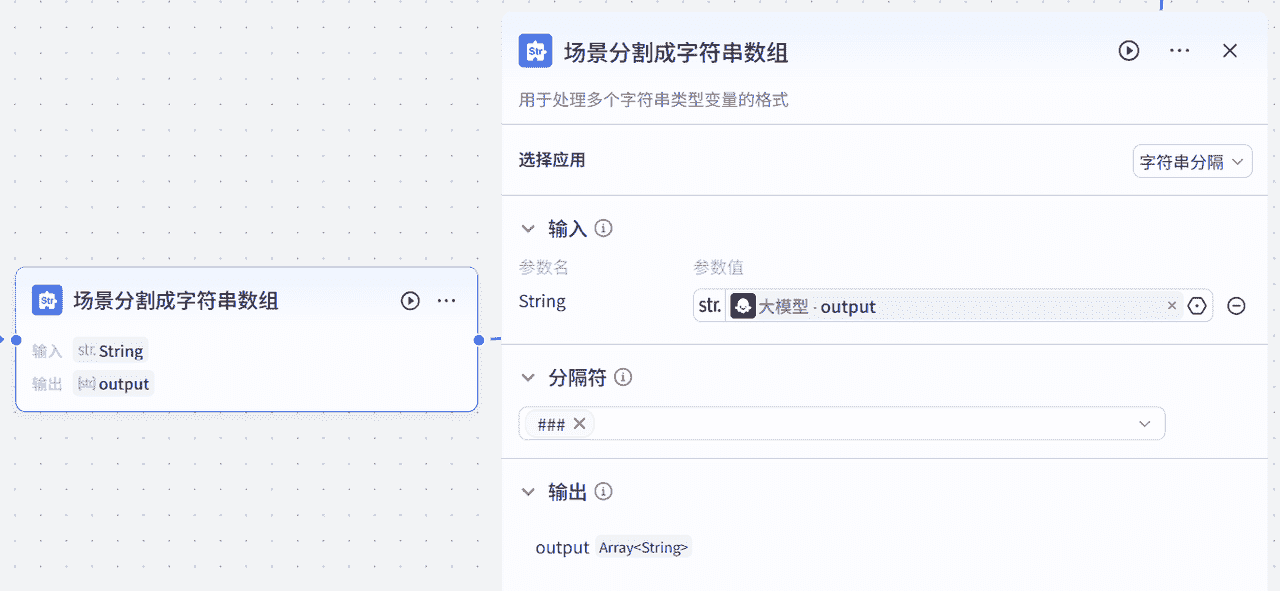 场景分割成字符串数组
输入 str. String
输出 [str] output
Str
场景分割成字符串数组
用于处理多个字符串类型变量的格式
选择应用
字符串分隔
输入
参数名 参数值
String str. 大模型 · output
分隔符
###
输出
output Array<String>